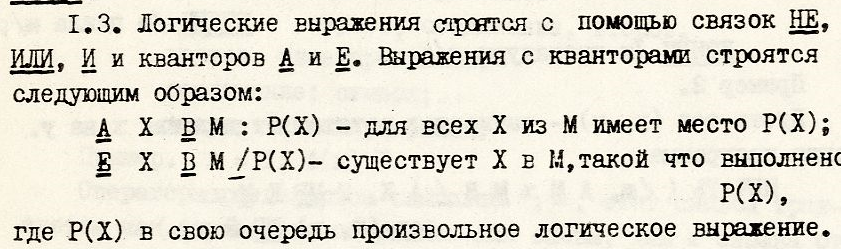 I.3. Логические выражения строятся с помощью связок НЕ,
ИЛИ, И и кванторов А и Е. Выражения с кванторами строятся
следующим образом:
А X В M : P(X) – для всех X из M имеет место P(X);
Е X В M /P(X)- существует X в M,такой что выполнено
P(X),
где P(X) в свою очередь произвольное логическое выражение.